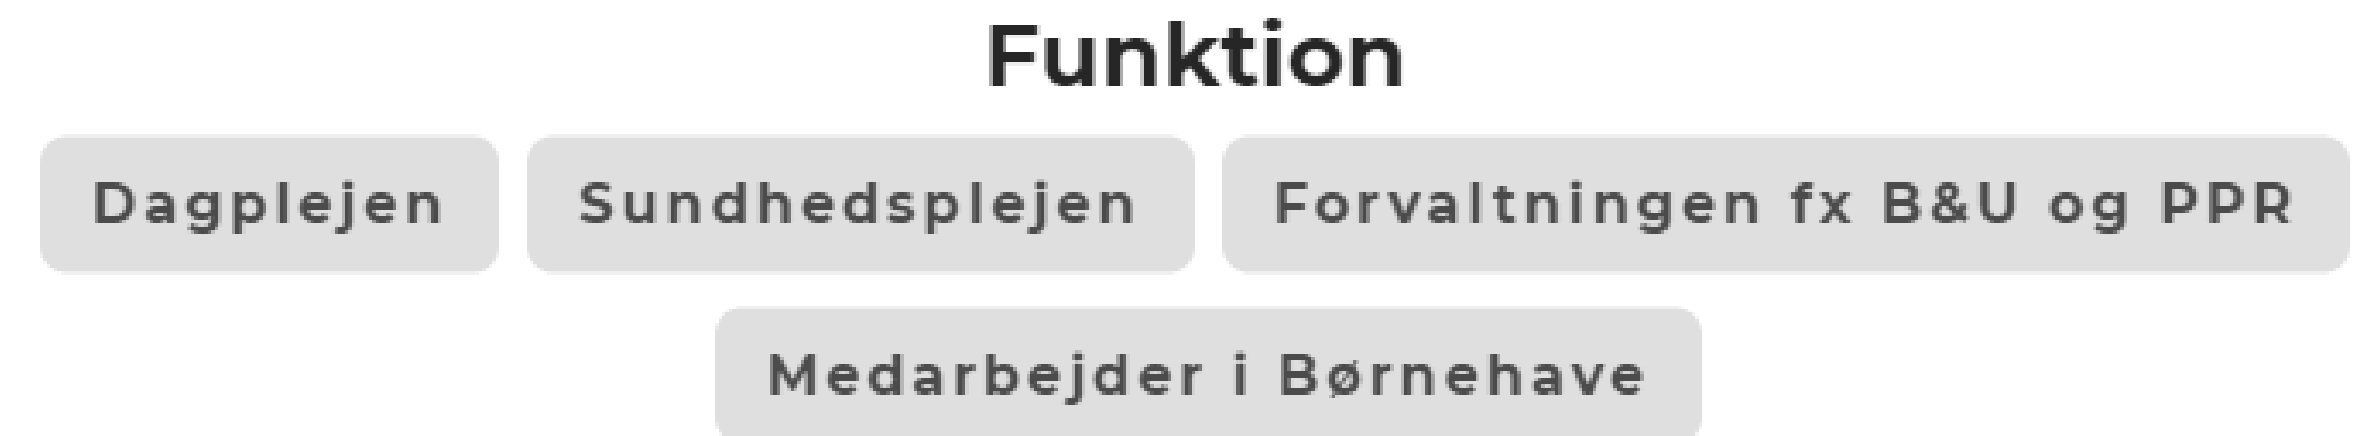 Funktion
Dagplejen Sundhedsplejen Forvaltningen fx B&U og PPR
Medarbejder i Børnehave